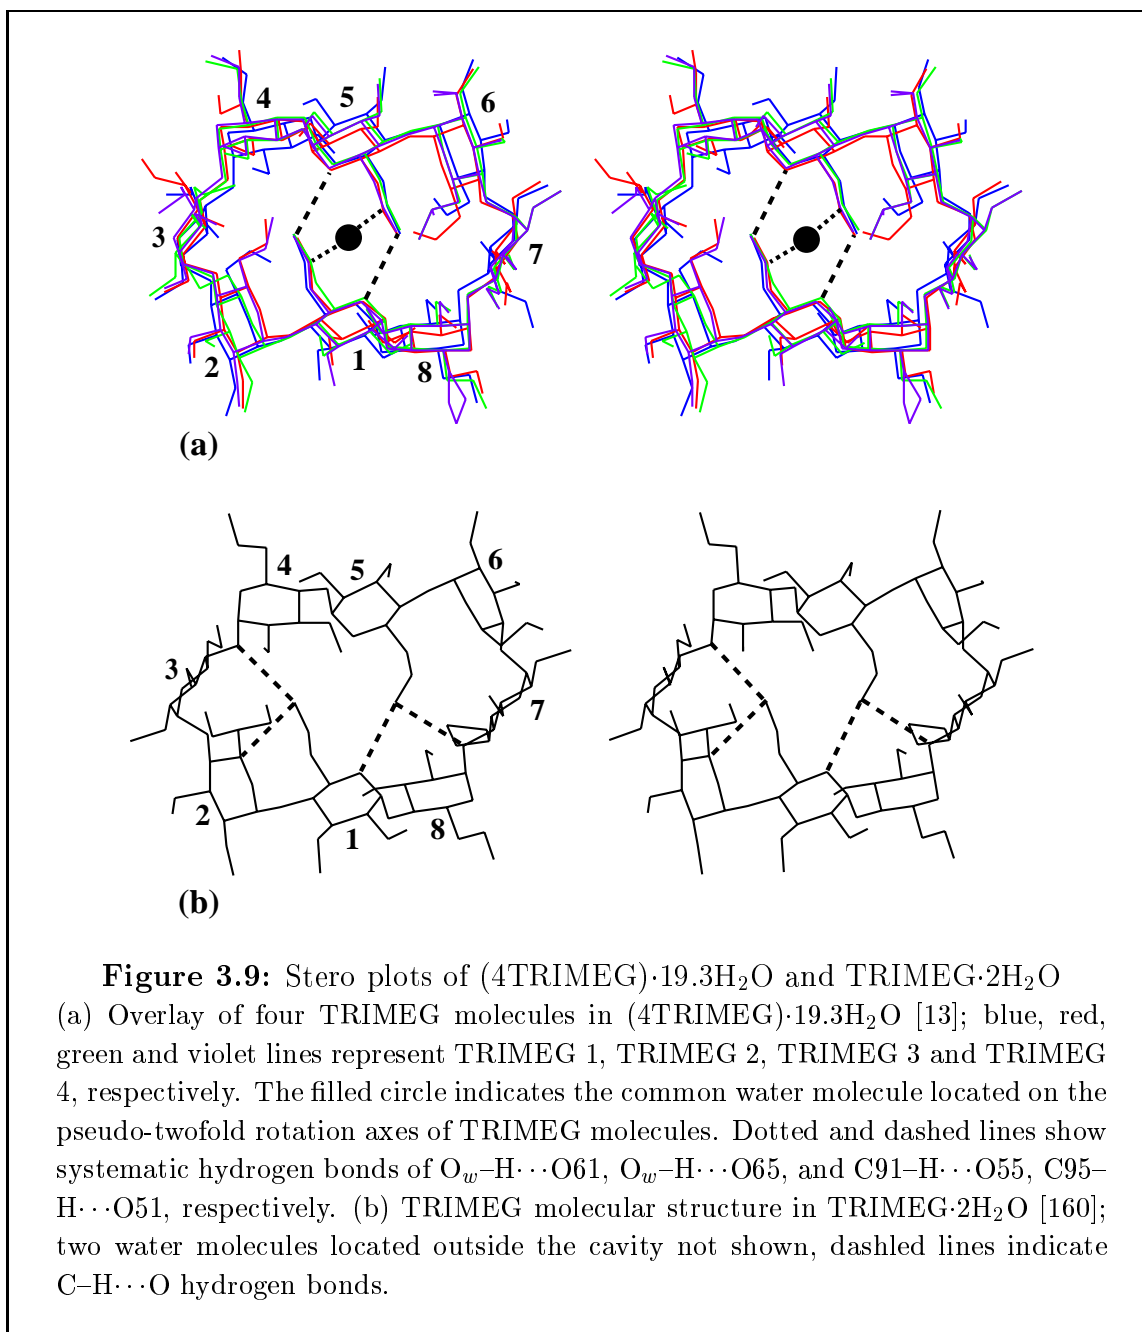 4 5 6
3 7
2 1 8
(a)
4 5 6
3 7
2 1 8
(b)
Figure 3.9: Stero plots of (4TRIMEG)·19.3H₂O and TRIMEG·2H₂O
(a) Overlay of four TRIMEG molecules in (4TRIMEG)·19.3H₂O [13]; blue, red,
green and violet lines represent TRIMEG 1, TRIMEG 2, TRIMEG 3 and TRIMEG
4, respectively. The filled circle indicates the common water molecule located on the
pseudo-twofold rotation axes of TRIMEG molecules. Dotted and dashed lines show
systematic hydrogen bonds of O_w–H···O61, O_w–H···O65, and C91–H···O55, C95–
H···O51, respectively. (b) TRIMEG molecular structure in TRIMEG·2H₂O [160];
two water molecules located outside the cavity not shown, dashled lines indicate
C–H···O hydrogen bonds.